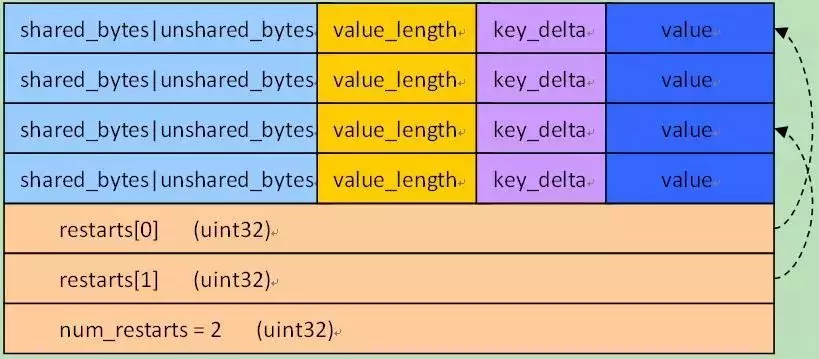 shared_bytes|unshared_bytes value_length key_delta value
shared_bytes|unshared_bytes value_length key_delta value
shared_bytes|unshared_bytes value_length key_delta value
shared_bytes|unshared_bytes value_length key_delta value
restarts[0] (uint32)
restarts[1] (uint32)
num_restarts = 2 (uint32)